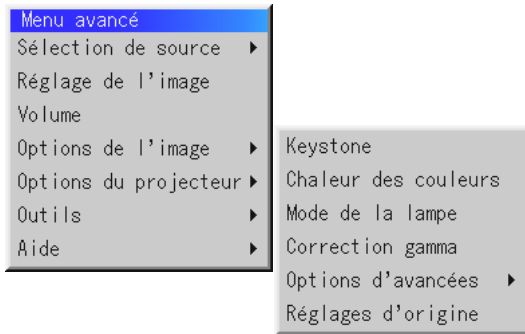 Menu avancé
Sélection de source
Réglage de l'image
Volume
Options de l'image
Options du projecteur
Outils
Aide
Keystone
Chaleur des couleurs
Mode de la lampe
Correction gamma
Options d'avancées
Réglages d'origine